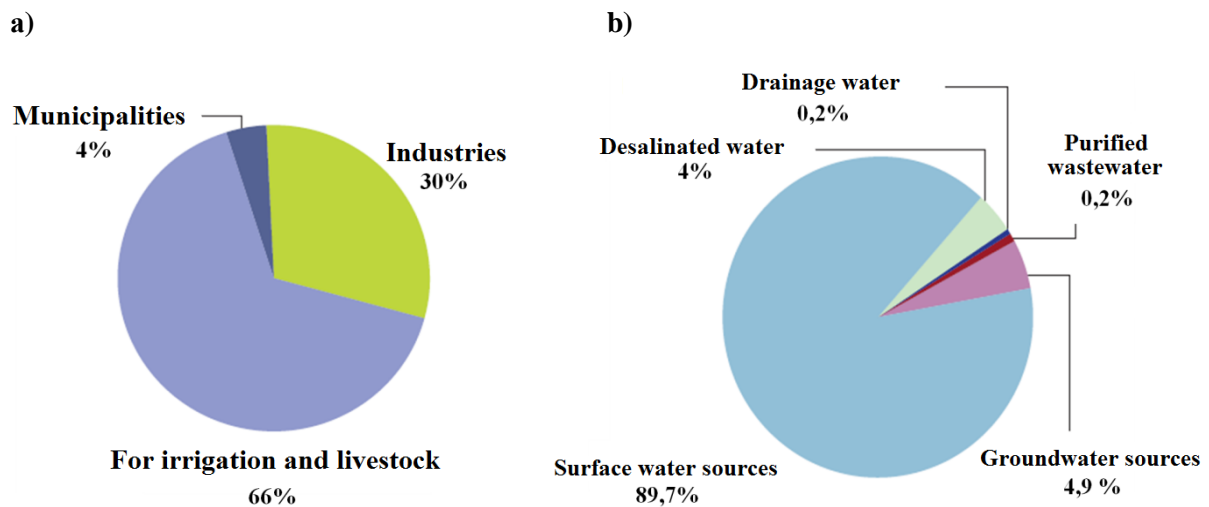 a)
Municipalities
4%
Industries
30%
For irrigation and livestock
66%
b)
Drainage water
0,2%
Desalinated water
4%
Purified
wastewater
0,2%
Surface water sources
89,7%
Groundwater sources
4,9 %